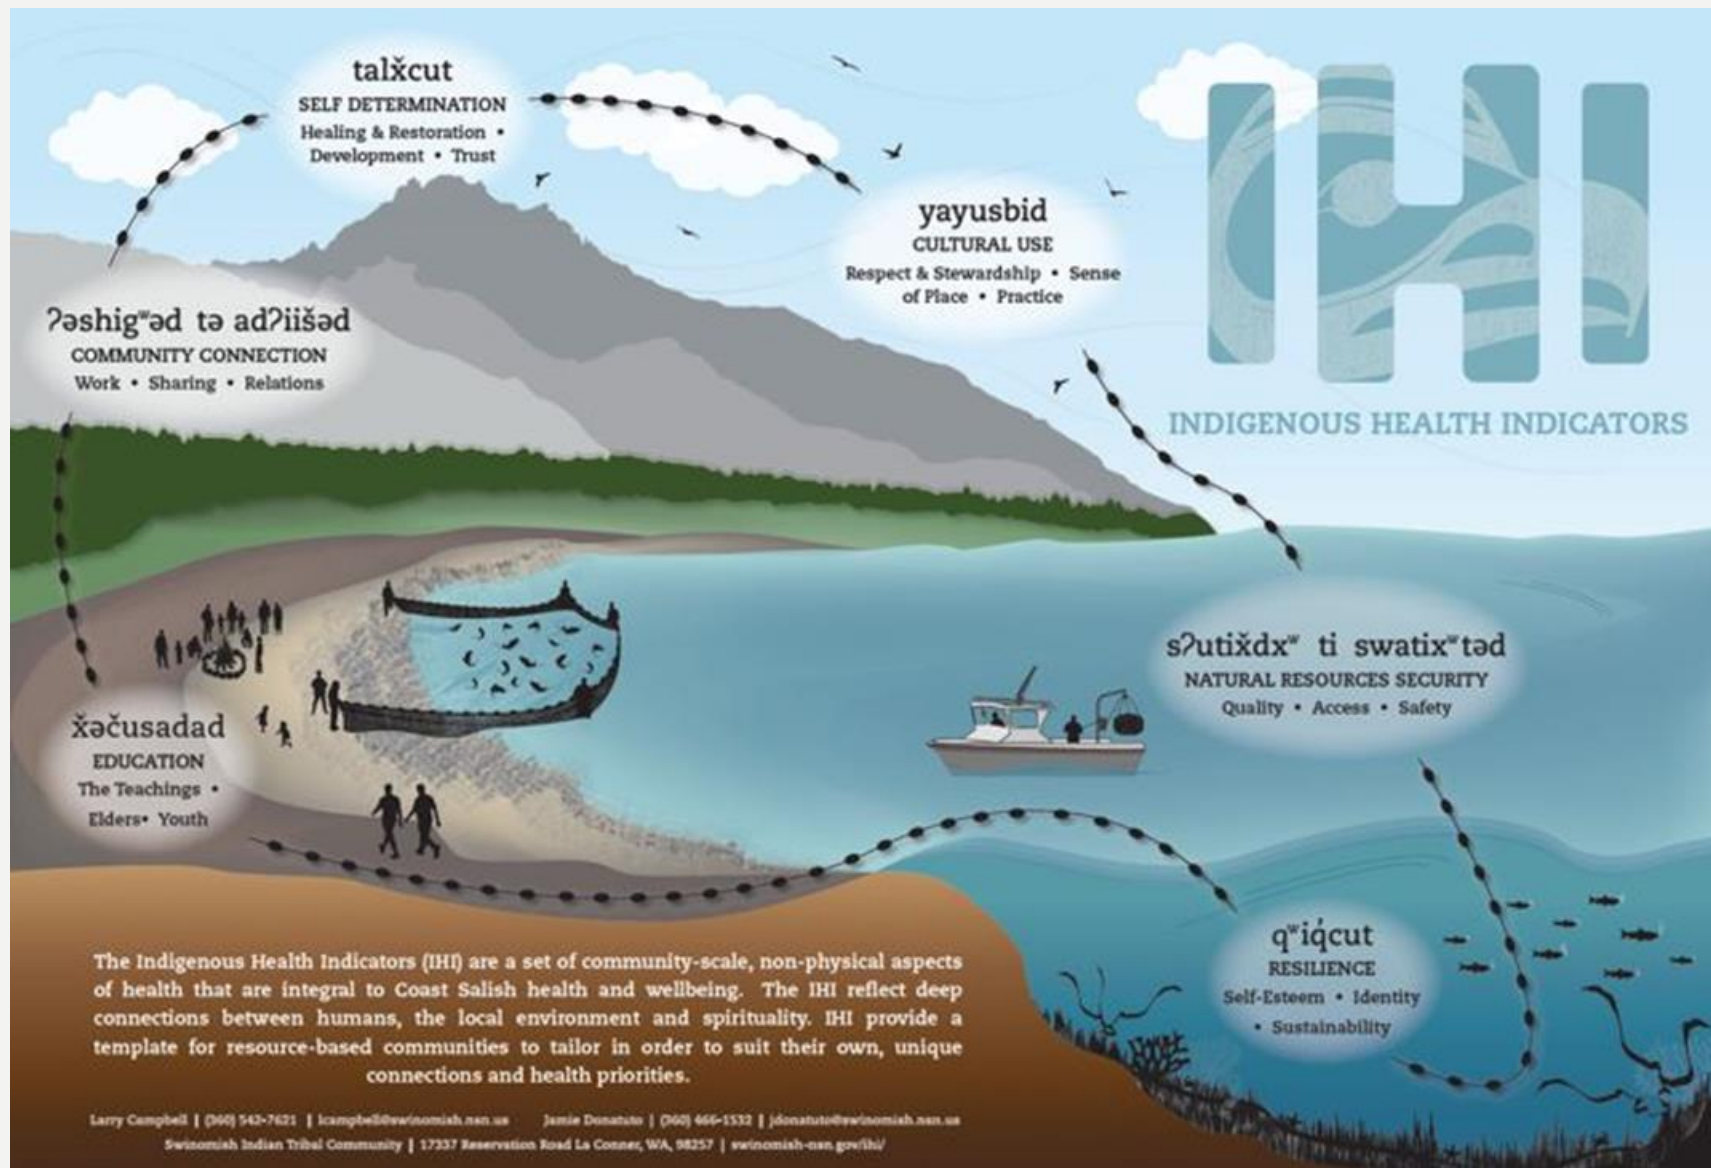 talx̌cut
SELF DETERMINATION
Healing & Restoration •
Development • Trust
yayusbid
CULTURAL USE
Respect & Stewardship • Sense
of Place • Practice
IHI
INDIGENOUS HEALTH INDICATORS
ʔəshigʷəd tə adʔiišəd
COMMUNITY CONNECTION
Work • Sharing • Relations
sʔutix̌dxʷ ti swatixʷtəd
NATURAL RESOURCES SECURITY
Quality • Access • Safety
x̌əčusadad
EDUCATION
The Teachings •
Elders• Youth
qʷiq̓cut
RESILIENCE
Self-Esteem • Identity
• Sustainability
The Indigenous Health Indicators (IHI) are a set of community-scale, non-physical aspects
of health that are integral to Coast Salish health and wellbeing. The IHI reflect deep
connections between humans, the local environment and spirituality. IHI provide a
template for resource-based communities to tailor in order to suit their own, unique
connections and health priorities.
Larry Campbell | (360) 542-7621 | lcampbell@swinomish.nsn.us Jamie Donatuto | (360) 466-1532 | jdonatuto@swinomish.nsn.us
Swinomish Indian Tribal Community | 17337 Reservation Road La Conner, WA, 98257 | swinomish-nsn.gov/ihi/